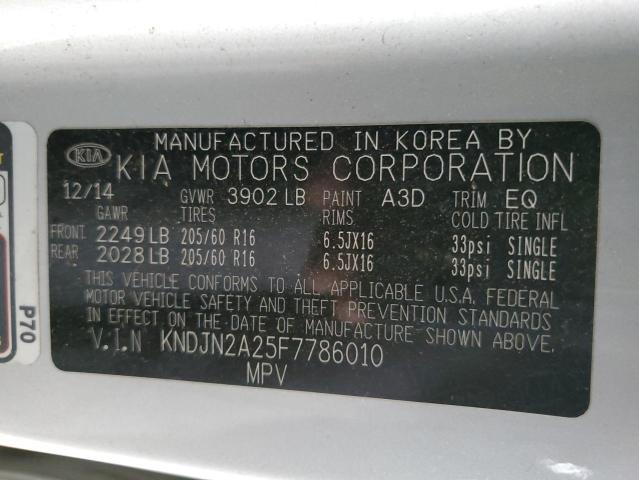 MANUFACTURED IN KOREA BY
KIA KIA MOTORS CORPORATION
12/14 GVWR 3902 LB PAINT A3D TRIM EQ
GAWR TIRES RIMS COLD TIRE INFL
FRONT 2249 LB 205/60 R16 6.5JX16 33psi SINGLE
REAR 2028 LB 205/60 R16 6.5JX16 33psi SINGLE
THIS VEHICLE CONFORMS TO ALL APPLICABLE U.S.A. FEDERAL
MOTOR VEHICLE SAFETY AND THEFT PREVENTION STANDARDS
IN EFFECT ON THE DATE OF MANUFACTURE SHOWN ABOVE.
V.I.N KNDJN2A25F7786010
MPV
P70